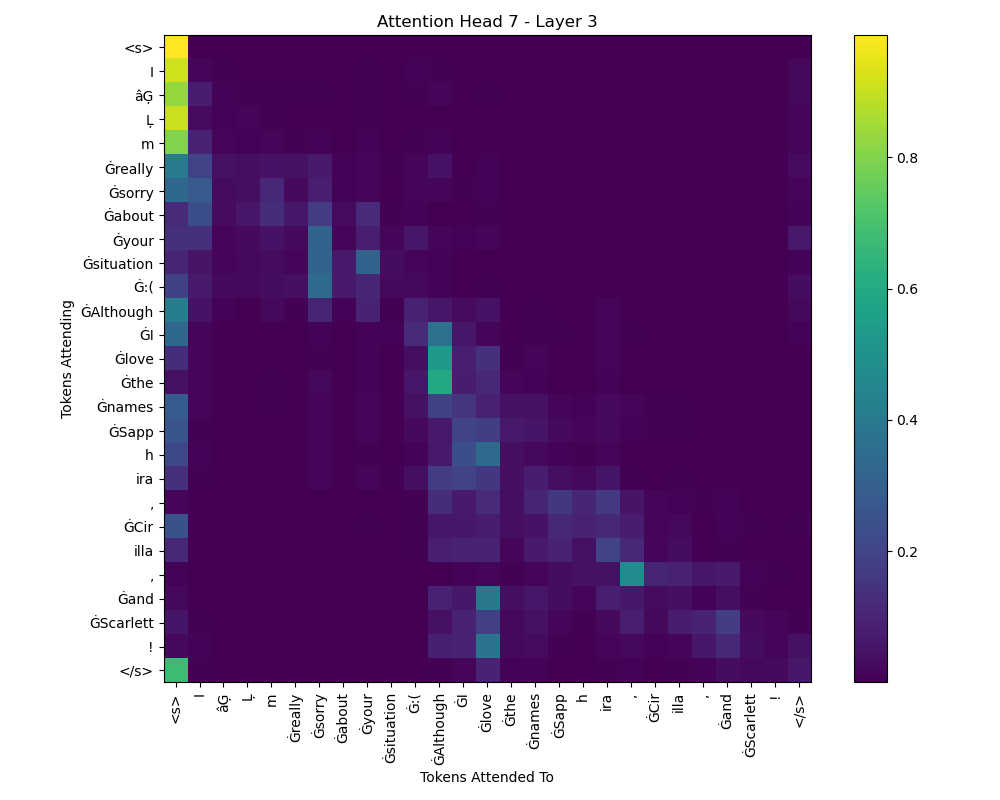 Attention Head 7 - Layer 3
<s>
I
âĢ
Ļ
m
Ġreally
Ġsorry
Ġabout
Ġyour
Ġsituation
Ġ:(
ĠAlthough
ĠI
Ġlove
Ġthe
Ġnames
ĠSapp
h
ira
,
ĠCir
illa
,
Ġand
ĠScarlett
!
</s>
Tokens Attending
<s>
I
âĢ
Ļ
m
Ġreally
Ġsorry
Ġabout
Ġyour
Ġsituation
Ġ:(
ĠAlthough
ĠI
Ġlove
Ġthe
Ġnames
ĠSapp
h
ira
,
ĠCir
illa
,
Ġand
ĠScarlett
!
</s>
Tokens Attended To
0.8
0.6
0.4
0.2